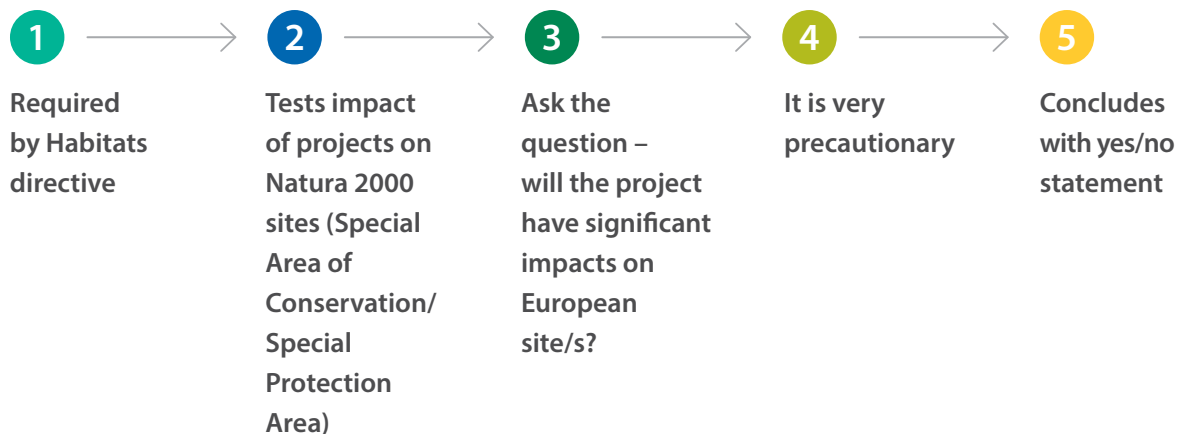 1
Required
by Habitats
directive
2
Tests impact
of projects on
Natura 2000
sites (Special
Area of
Conservation/
Special
Protection
Area)
3
Ask the
question –
will the project
have significant
impacts on
European
site/s?
4
It is very
precautionary
5
Concludes
with yes/no
statement